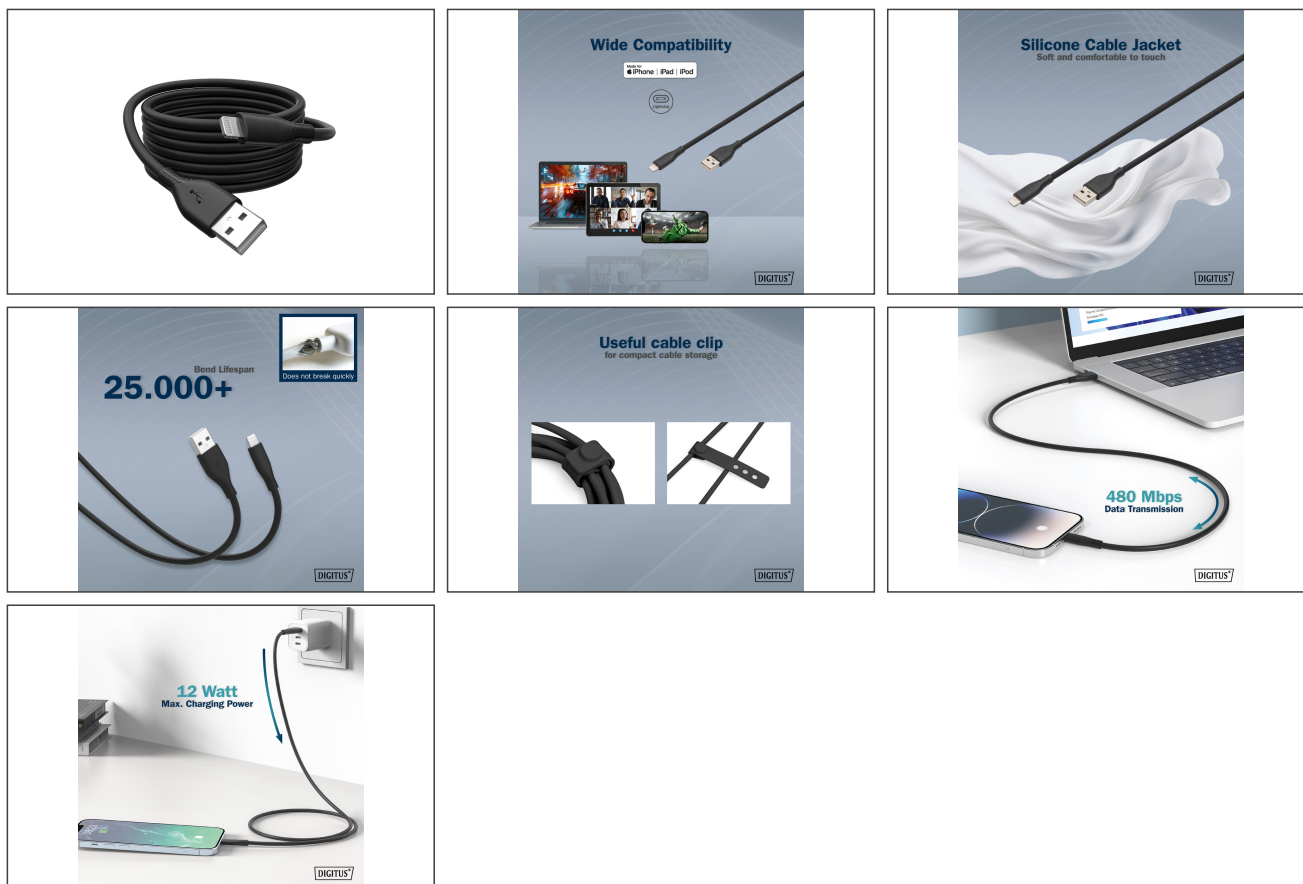 Wide Compatibility
Made for
iPhone | iPad | iPod
Lightning
DIGITUS®
Silicone Cable Jacket
Soft and comfortable to touch
DIGITUS®
Bend Lifespan
25.000+
Does not break quickly
DIGITUS®
Useful cable clip
for compact cable storage
DIGITUS®
480 Mbps
Data Transmission
DIGITUS®
12 Watt
Max. Charging Power
DIGITUS®